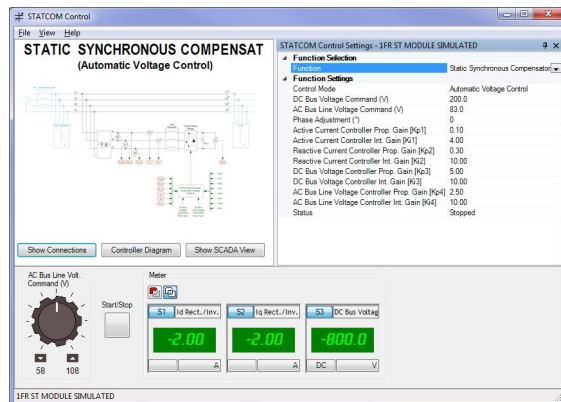 STATCOM Control
File View Help
STATIC SYNCHRONOUS COMPENSAT
(Automatic Voltage Control)
Show Connections
Controller Diagram
Show SCADA View
STATCOM Control Settings - 1FR ST MODULE SIMULATED
Function Selection
Function Static Synchronous Compensator
Function Settings
Control Mode Automatic Voltage Control
DC Bus Voltage Command (V) 200.0
AC Bus Line Voltage Command (V) 83.0
Phase Adjustment (°) 0
Active Current Controller Prop. Gain [Kp1] 0.10
Active Current Controller Int. Gain [Ki1] 4.00
Reactive Current Controller Prop. Gain [Kp2] 0.30
Reactive Current Controller Int. Gain [Ki2] 10.00
DC Bus Voltage Controller Prop. Gain [Kp3] 5.00
DC Bus Voltage Controller Int. Gain [Ki3] 10.00
AC Bus Line Voltage Controller Prop. Gain [Kp4] 2.50
AC Bus Line Voltage Controller Int. Gain [Ki4] 10.00
Status Stopped
AC Bus Line Volt.
Command (V)
58 108
Start/Stop
Meter
S1 Id Rect./Inv.
-2.00
A
S2 Iq Rect./Inv.
-2.00
A
S3 DC Bus Voltag
-800.0
DC V
1FR ST MODULE SIMULATED